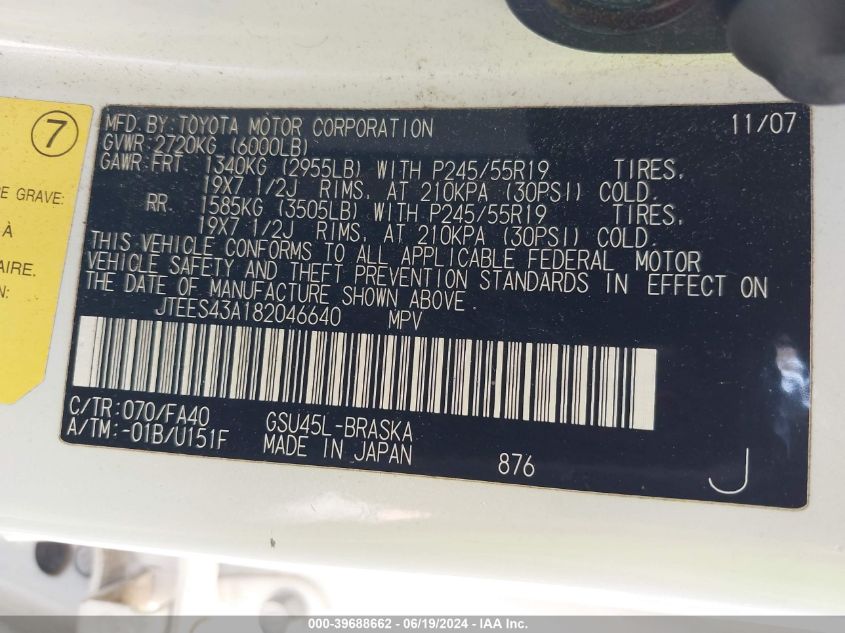 7
E GRAVE:
À
AIRE.
N:
MFD.BY:TOYOTA MOTOR CORPORATION 11/07
GVWR:2720KG (6000LB)
GAWR:FRT 1340KG (2955LB) WITH P245/55R19 TIRES,
19X7 1/2J RIMS, AT 210KPA (30PSI) COLD.
RR. 1585KG (3505LB) WITH P245/55R19 TIRES,
19X7 1/2J RIMS, AT 210KPA (30PSI) COLD.
THIS VEHICLE CONFORMS TO ALL APPLICABLE FEDERAL MOTOR
VEHICLE SAFETY AND THEFT PREVENTION STANDARDS IN EFFECT ON
THE DATE OF MANUFACTURE SHOWN ABOVE.
JTEES43A182046640 MPV
C/TR:070/FA40 GSU45L-BRASKA
A/TM:-01B/U151F MADE IN JAPAN 876 J
000-39688662 - 06/19/2024 - IAA Inc.